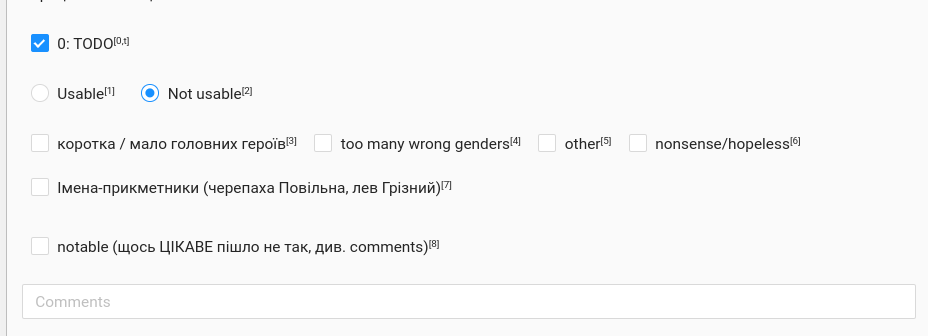 0: TODO[0,t]
Usable[1] Not usable[2]
коротка / мало головних героїв[3] too many wrong genders[4] other[5] nonsense/hopeless[6]
Імена-прикметники (черепаха Повільна, лев Грізний)[7]
notable (щось ЦІКАВЕ пішло не так, див. comments)[8]
Comments